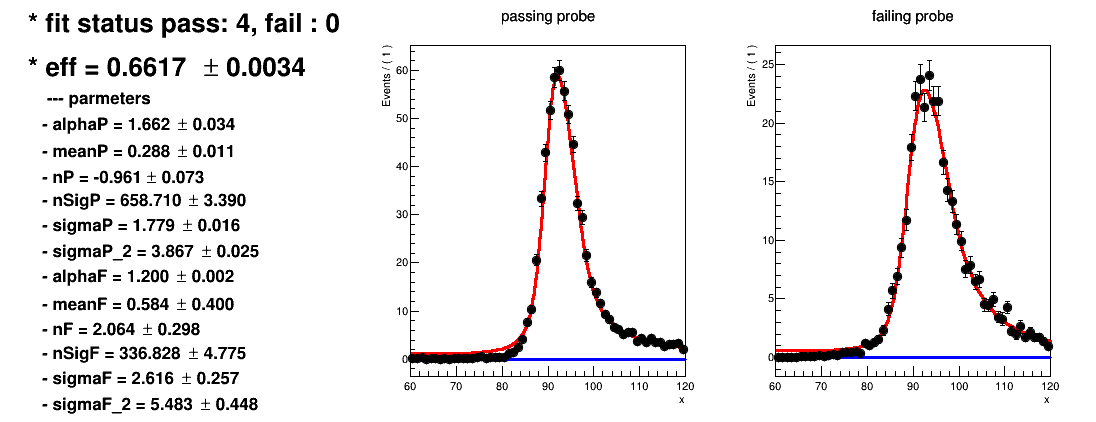 * fit status pass: 4, fail : 0
* eff = 0.6617 ± 0.0034
--- parmeters
- alphaP = 1.662 ± 0.034
- meanP = 0.288 ± 0.011
- nP = -0.961 ± 0.073
- nSigP = 658.710 ± 3.390
- sigmaP = 1.779 ± 0.016
- sigmaP_2 = 3.867 ± 0.025
- alphaF = 1.200 ± 0.002
- meanF = 0.584 ± 0.400
- nF = 2.064 ± 0.298
- nSigF = 336.828 ± 4.775
- sigmaF = 2.616 ± 0.257
- sigmaF_2 = 5.483 ± 0.448
passing probe
Events / ( 1 )
60
50
40
30
20
10
0
60 70 80 90 100 110 120
x
failing probe
Events / ( 1 )
25
20
15
10
5
0
60 70 80 90 100 110 120
x